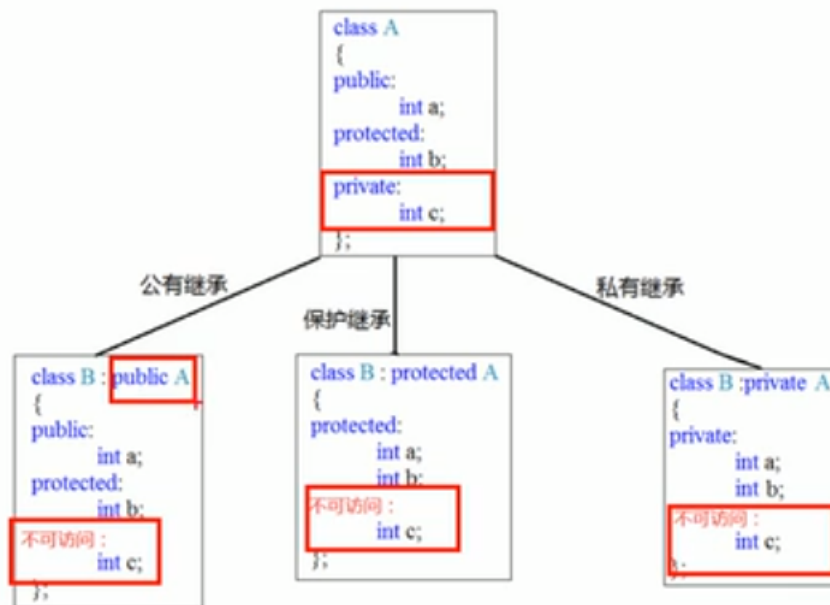 class A
{
public:
int a;
protected:
int b;
private:
int c;
};
公有继承
保护继承
私有继承
class B : public A
{
public:
int a;
protected:
int b;
不可访问：
int c;
};
class B : protected A
{
protected:
int a;
int b;
不可访问：
int c;
};
class B :private A
{
private:
int a;
int b;
不可访问：
int c;
};